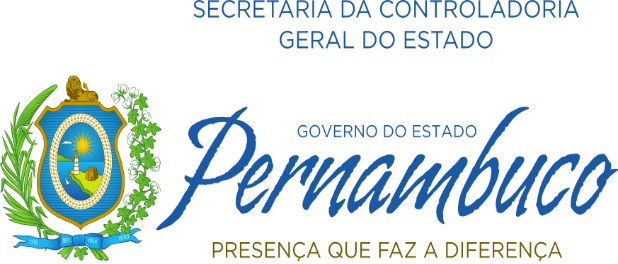 SECRETARIA DA CONTROLADORIA
GERAL DO ESTADO
GOVERNO DO ESTADO
Pernambuco
PRESENÇA QUE FAZ A DIFERENÇA